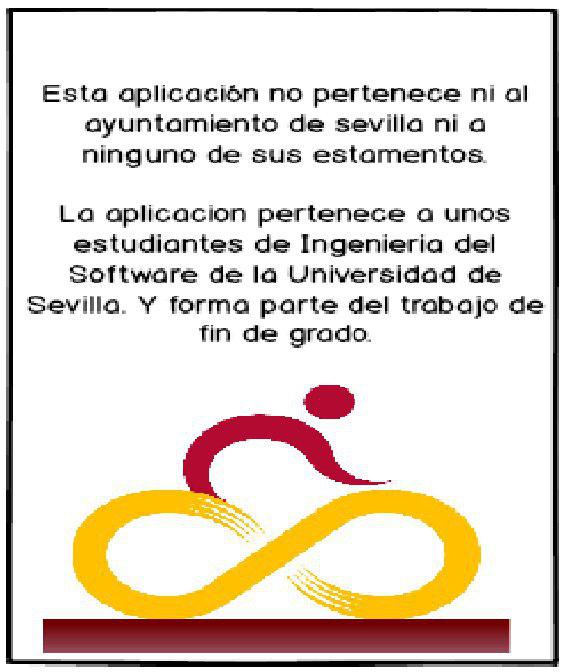 Esta aplicación no pertenece ni al
ayuntamiento de sevilla ni a
ninguno de sus estamentos.
La aplicacion pertenece a unos
estudiantes de Ingenieria del
Software de la Universidad de
Sevilla. Y forma parte del trabajo de
fin de grado.